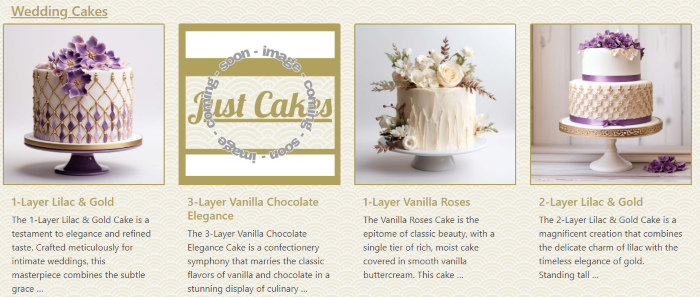 Wedding Cakes
image - coming - soon - image - coming - soon -
Just Cakes
1-Layer Lilac & Gold
The 1-Layer Lilac & Gold Cake is a
testament to elegance and refined
taste. Crafted meticulously for
intimate weddings, this
masterpiece combines the subtle
grace ...
3-Layer Vanilla Chocolate
Elegance
The 3-Layer Vanilla Chocolate
Elegance Cake is a confectionery
symphony that marries the classic
flavors of vanilla and chocolate in a
stunning display of culinary ...
1-Layer Vanilla Roses
The Vanilla Roses Cake is the
epitome of classic beauty, with a
single tier of rich, moist cake
covered in smooth vanilla
buttercream. This cake ...
2-Layer Lilac & Gold
The 2-Layer Lilac & Gold Cake is a
magnificent creation that combines
the delicate charm of lilac with the
timeless elegance of gold.
Standing tall ...